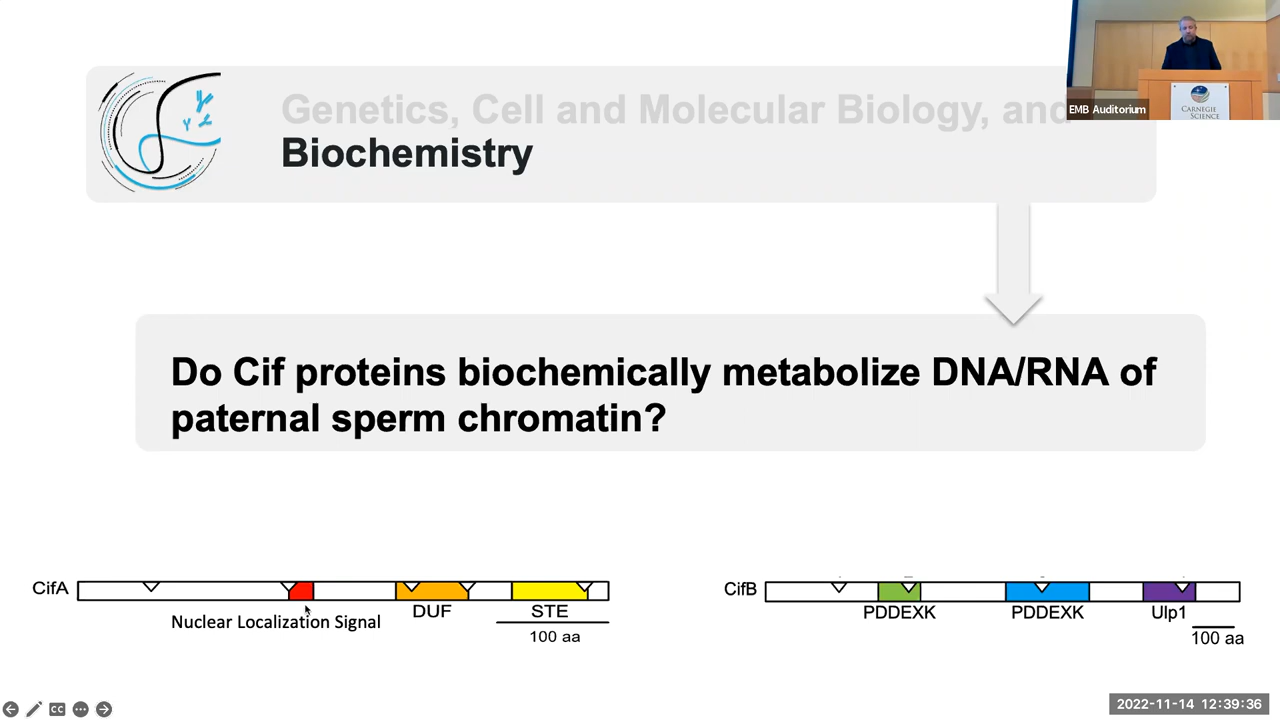 Genetics, Cell and Molecular Biology, and
Biochemistry
EMB Auditorium
CARNEGIE
SCIENCE
Do Cif proteins biochemically metabolize DNA/RNA of
paternal sperm chromatin?
CifA
Nuclear Localization Signal
DUF
STE
100 aa
CifB
PDDEXK
PDDEXK
Ulp1
100 aa
CC
2022-11-14 12:39:36